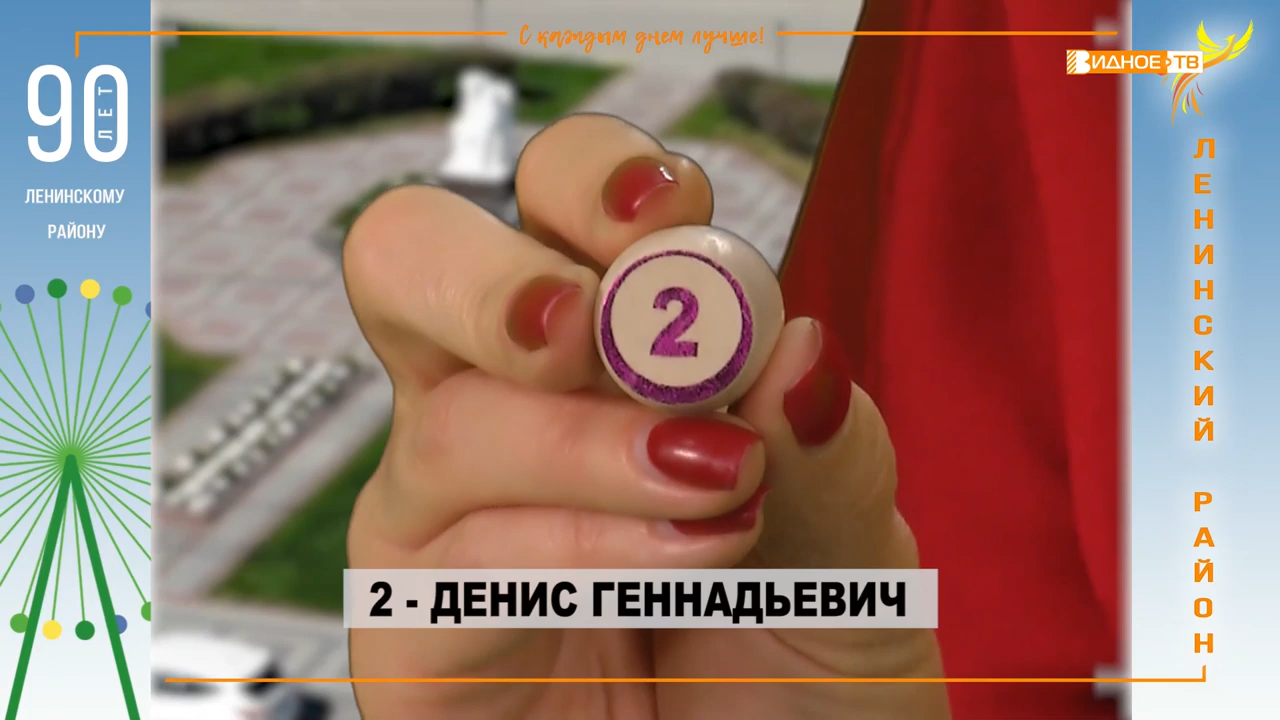 С каждым днем лучше!
90
ЛЕТ
ЛЕНИНСКОМУ
РАЙОНУ
ВИДНОЕ ТВ
ЛЕНИНСКИЙ РАЙОН
2
2 - ДЕНИС ГЕННАДЬЕВИЧ